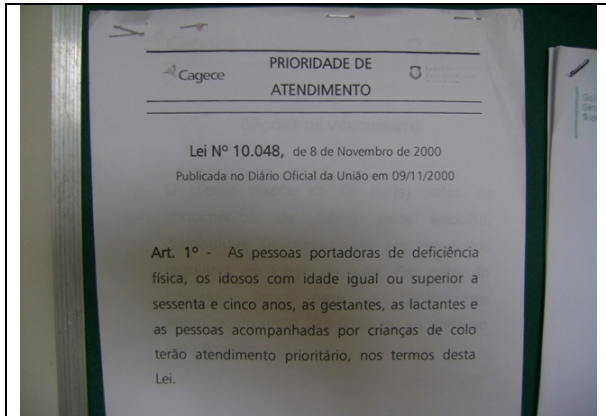 Cagece
PRIORIDADE DE
ATENDIMENTO
Lei Nº 10.048, de 8 de Novembro de 2000
Publicada no Diário Oficial da União em 09/11/2000
Art. 1º - As pessoas portadoras de deficiência
física, os idosos com idade igual ou superior a
sessenta e cinco anos, as gestantes, as lactantes e
as pessoas acompanhadas por crianças de colo
terão atendimento prioritário, nos termos desta
Lei.